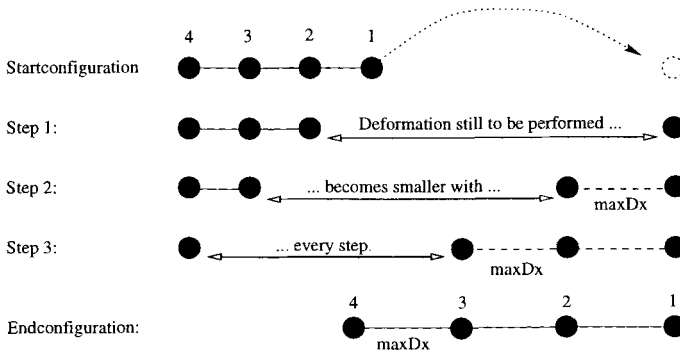 4 3 2 1
Startconfiguration
Step 1: Deformation still to be performed ...
Step 2: ... becomes smaller with ...
maxDx
Step 3: ... every step.
maxDx
4 3 2 1
Endconfiguration:
maxDx